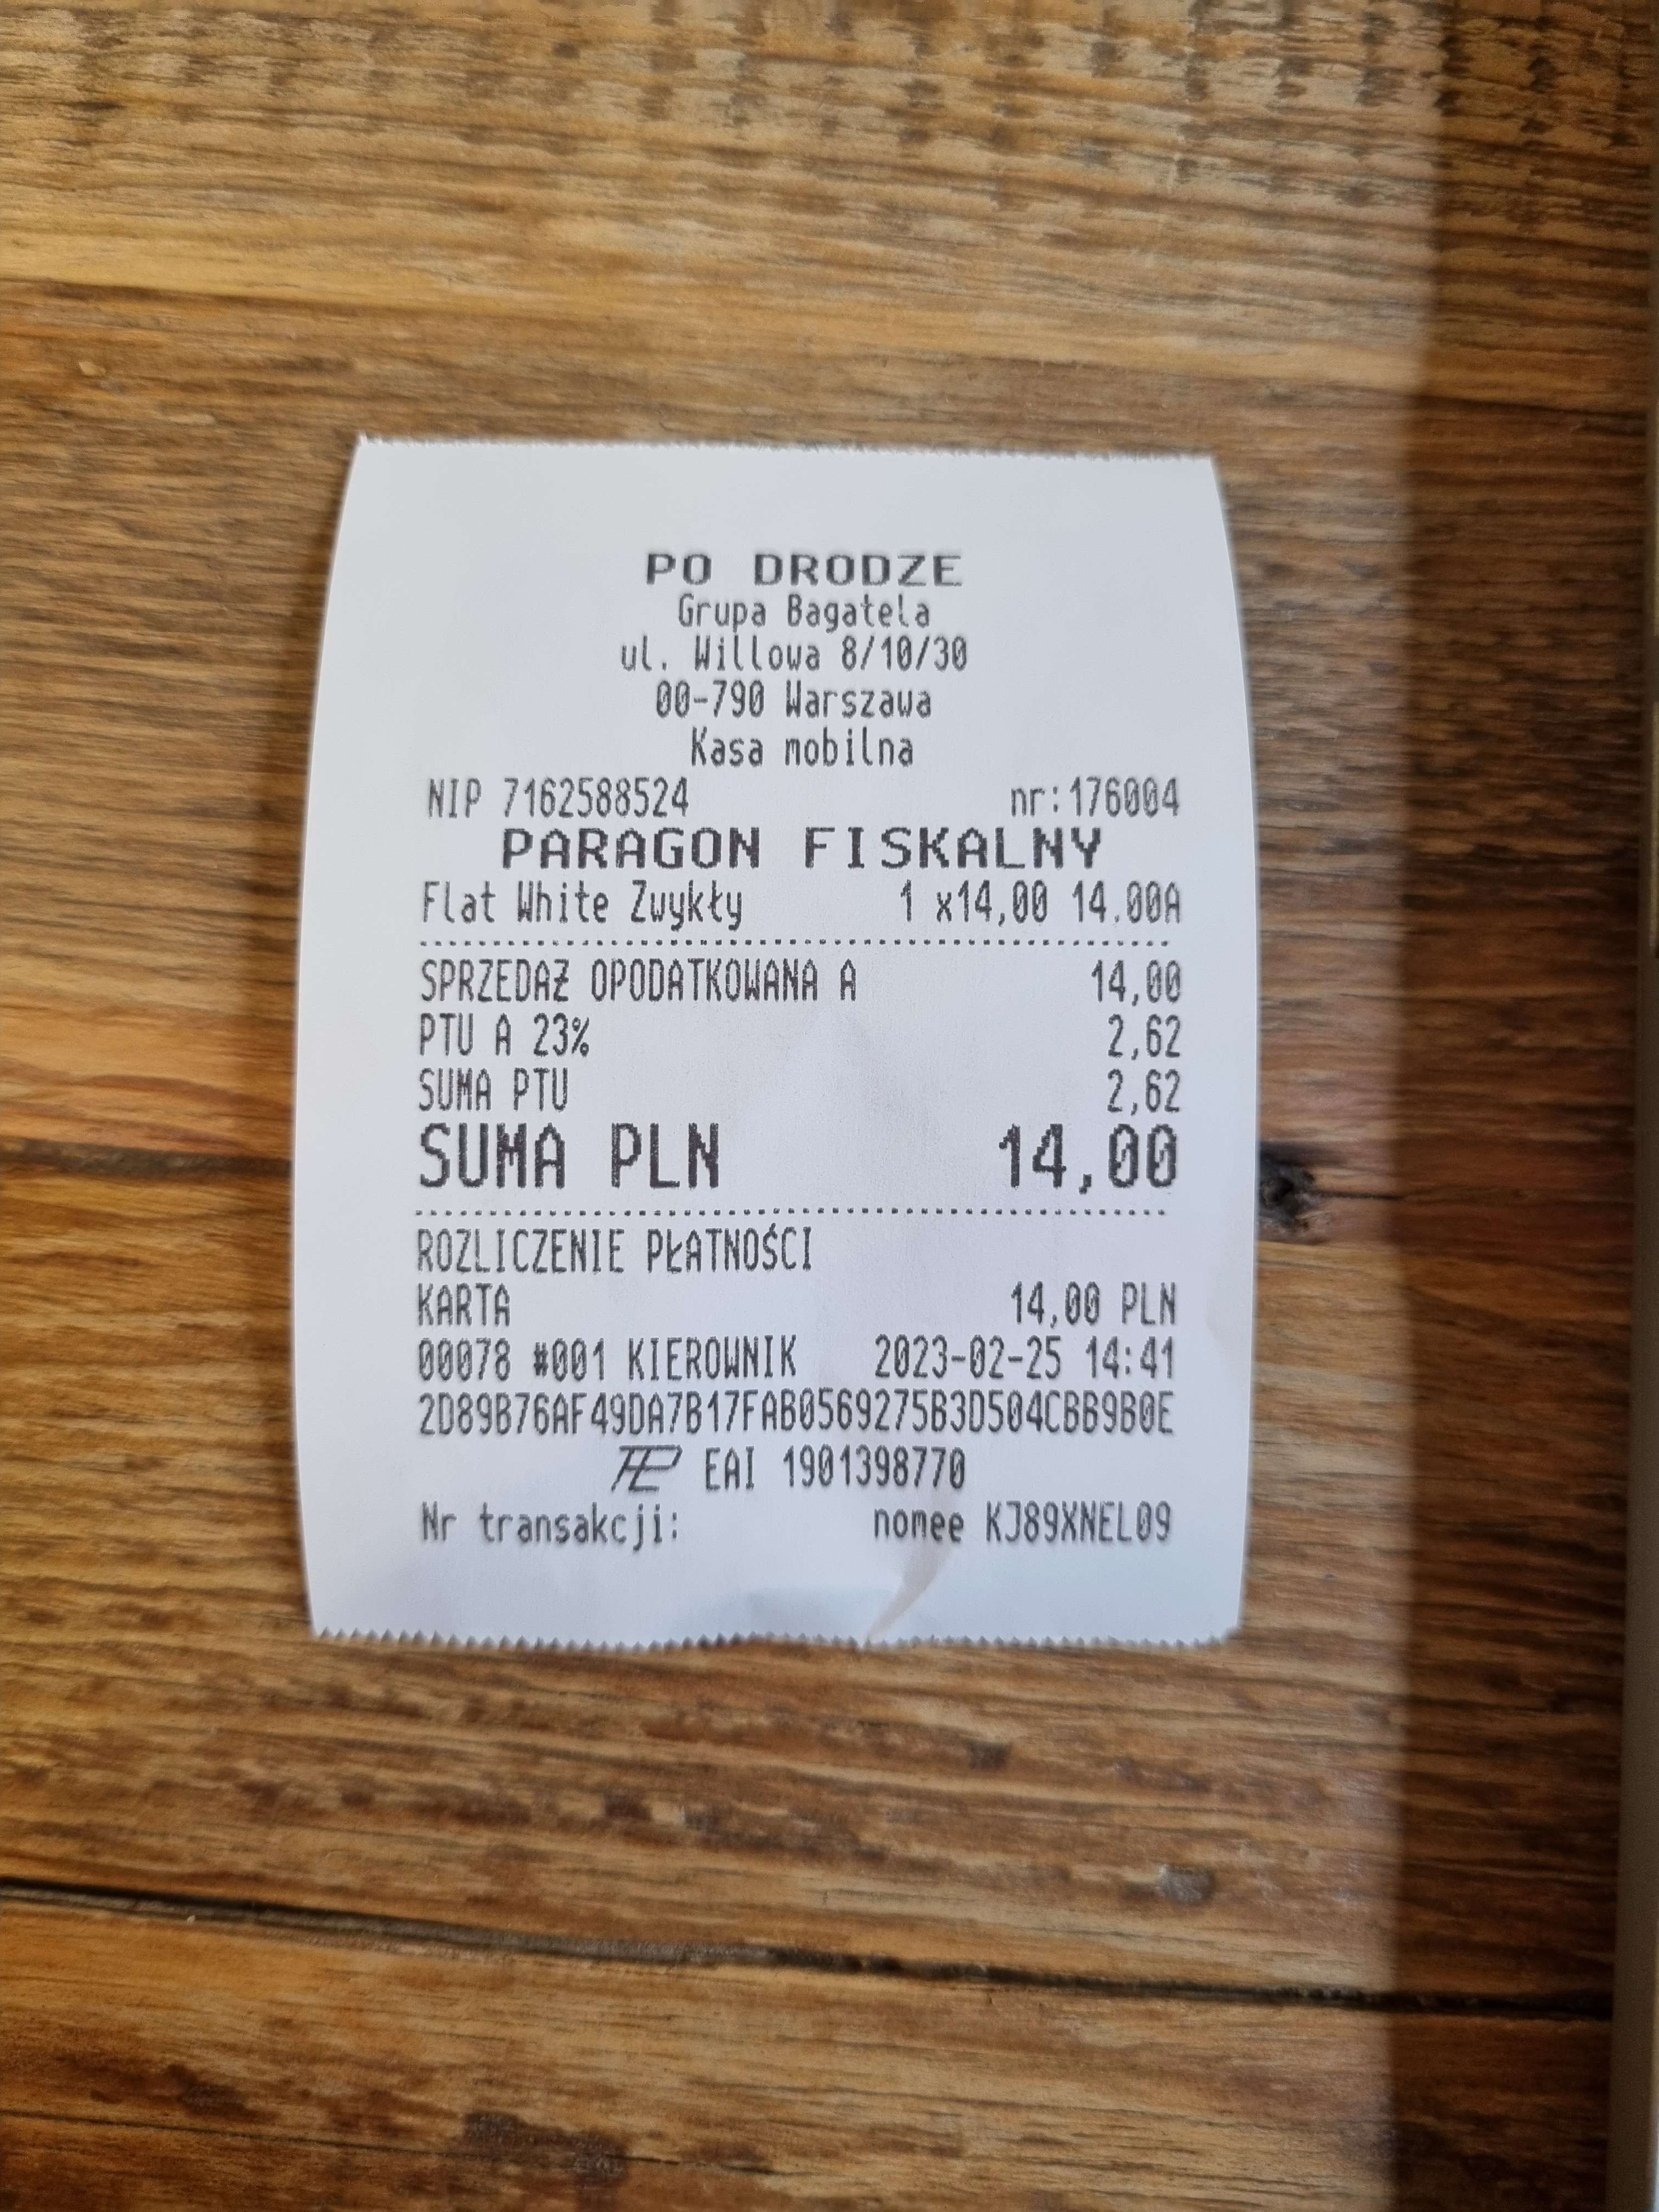 PO DRODZE
Grupa Bagatela
ul. Willowa 8/10/30
00-790 Warszawa
Kasa mobilna
NIP 7162588524 nr:176004
PARAGON FISKALNY
Flat White Zwykły 1 x14,00 14.00A
SPRZEDAŻ OPODATKOWANA A 14,00
PTU A 23% 2,62
SUMA PTU 2,62
SUMA PLN 14,00
ROZLICZENIE PŁATNOŚCI
KARTA 14,00 PLN
00078 #001 KIEROWNIK 2023-02-25 14:41
2D89B76AF49DA7B17FAB0569275B3D504CBB9B0E
EAI 1901398770
Nr transakcji: nomee KJ89XNEL09